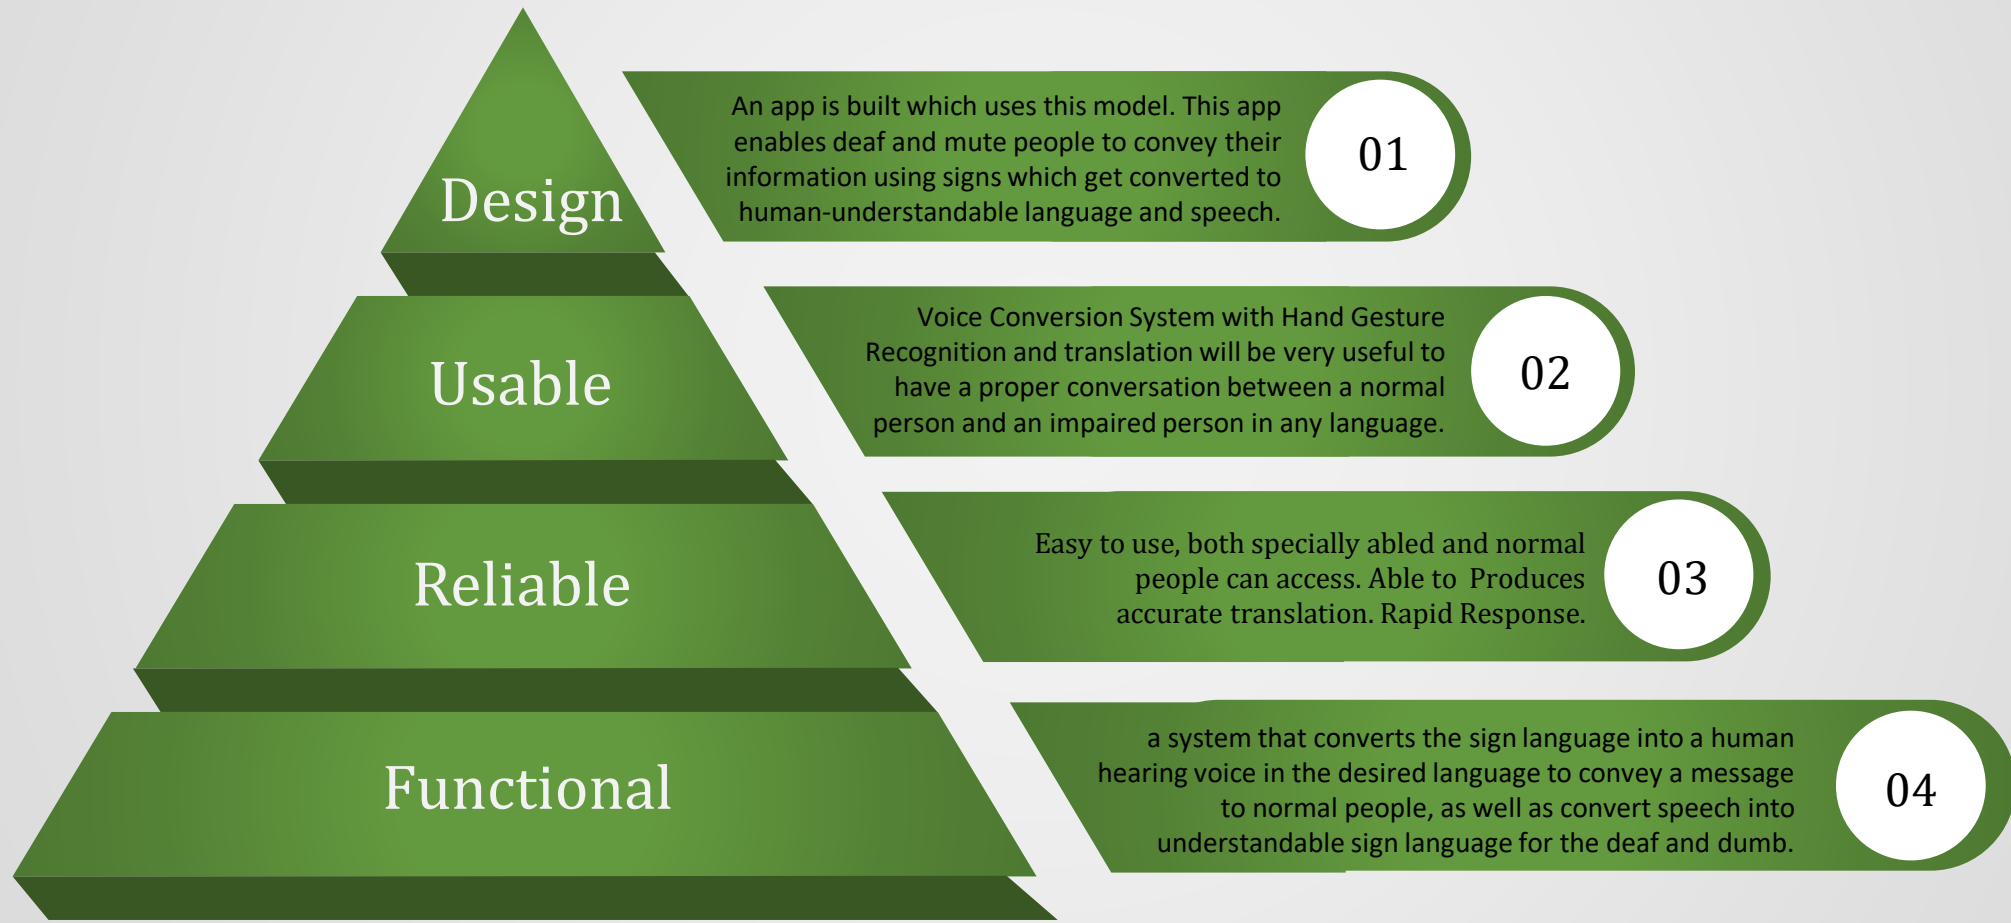 Design
An app is built which uses this model. This app
enables deaf and mute people to convey their
information using signs which get converted to
human-understandable language and speech.
01
Usable
Voice Conversion System with Hand Gesture
Recognition and translation will be very useful to
have a proper conversation between a normal
person and an impaired person in any language.
02
Reliable
Easy to use, both specially abled and normal
people can access. Able to Produces
accurate translation. Rapid Response.
03
Functional
a system that converts the sign language into a human
hearing voice in the desired language to convey a message
to normal people, as well as convert speech into
understandable sign language for the deaf and dumb.
04